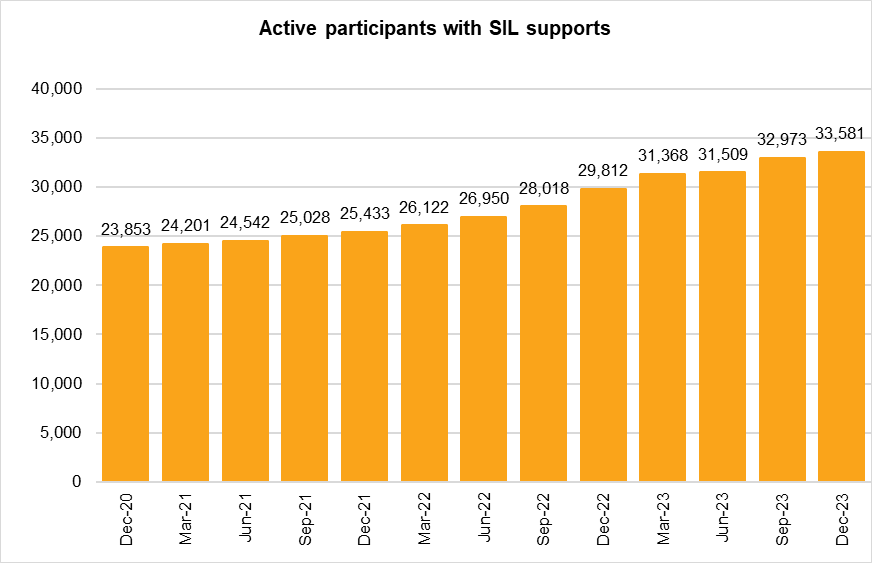 Active participants with SIL supports
40,000
35,000
30,000
25,000
20,000
15,000
10,000
5,000
0
23,853
24,201
24,542
25,028
25,433
26,122
26,950
28,018
29,812
31,368
31,509
32,973
33,581
Dec-20
Mar-21
Jun-21
Sep-21
Dec-21
Mar-22
Jun-22
Sep-22
Dec-22
Mar-23
Jun-23
Sep-23
Dec-23